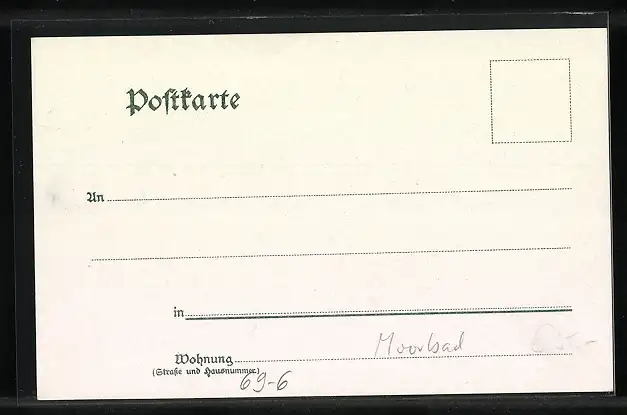 Postkarte
An
in
Wohnung Moorbad
(Straße und Hausnummer)
69-6